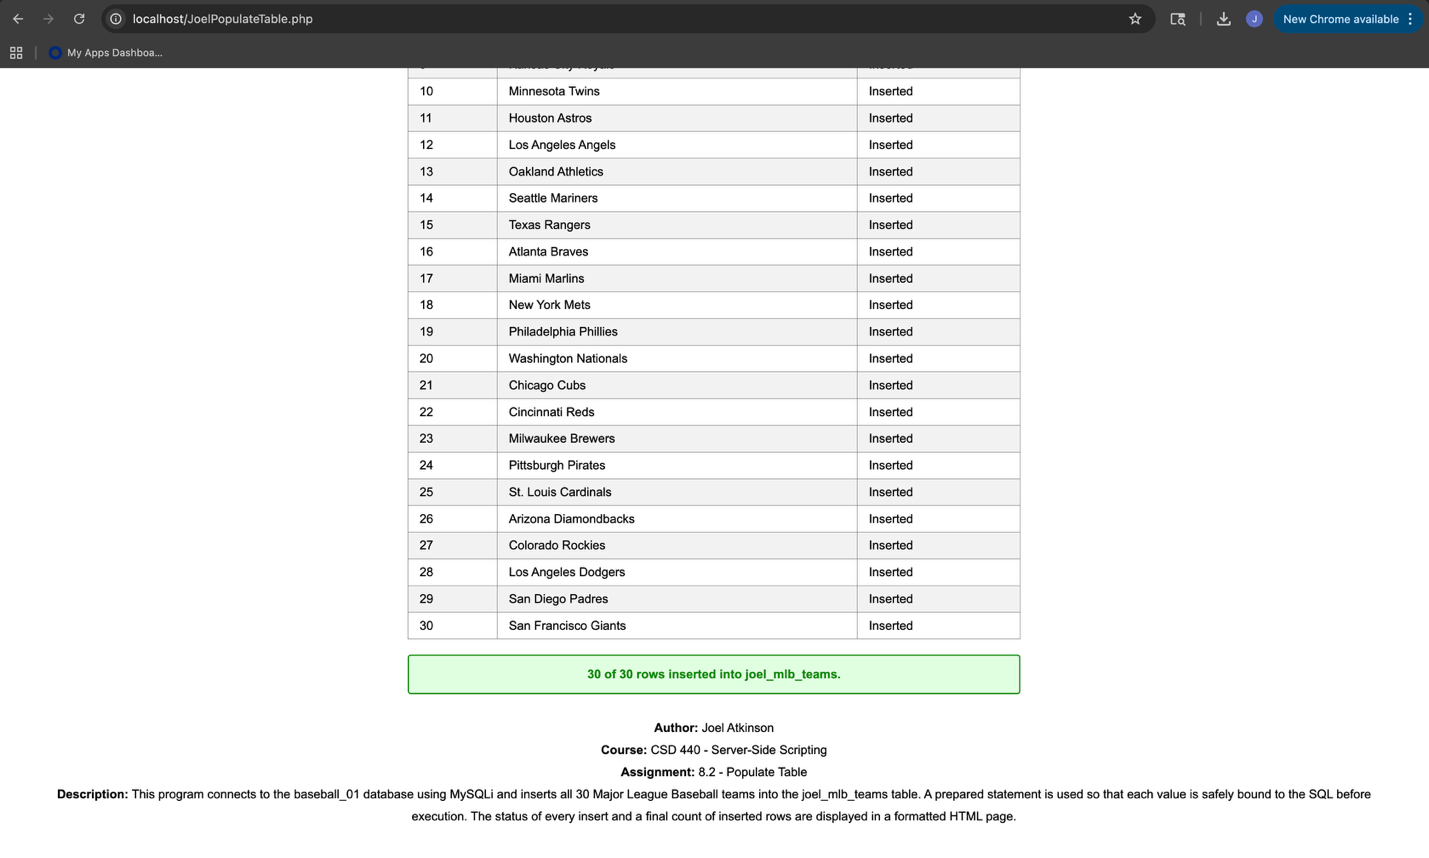 localhost/JoelPopulateTable.php
J
New Chrome available
My Apps Dashboa...
10 Minnesota Twins Inserted
11 Houston Astros Inserted
12 Los Angeles Angels Inserted
13 Oakland Athletics Inserted
14 Seattle Mariners Inserted
15 Texas Rangers Inserted
16 Atlanta Braves Inserted
17 Miami Marlins Inserted
18 New York Mets Inserted
19 Philadelphia Phillies Inserted
20 Washington Nationals Inserted
21 Chicago Cubs Inserted
22 Cincinnati Reds Inserted
23 Milwaukee Brewers Inserted
24 Pittsburgh Pirates Inserted
25 St. Louis Cardinals Inserted
26 Arizona Diamondbacks Inserted
27 Colorado Rockies Inserted
28 Los Angeles Dodgers Inserted
29 San Diego Padres Inserted
30 San Francisco Giants Inserted
30 of 30 rows inserted into joel_mlb_teams.
Author: Joel Atkinson
Course: CSD 440 - Server-Side Scripting
Assignment: 8.2 - Populate Table
Description: This program connects to the baseball_01 database using MySQLi and inserts all 30 Major League Baseball teams into the joel_mlb_teams table. A prepared statement is used so that each value is safely bound to the SQL before
execution. The status of every insert and a final count of inserted rows are displayed in a formatted HTML page.